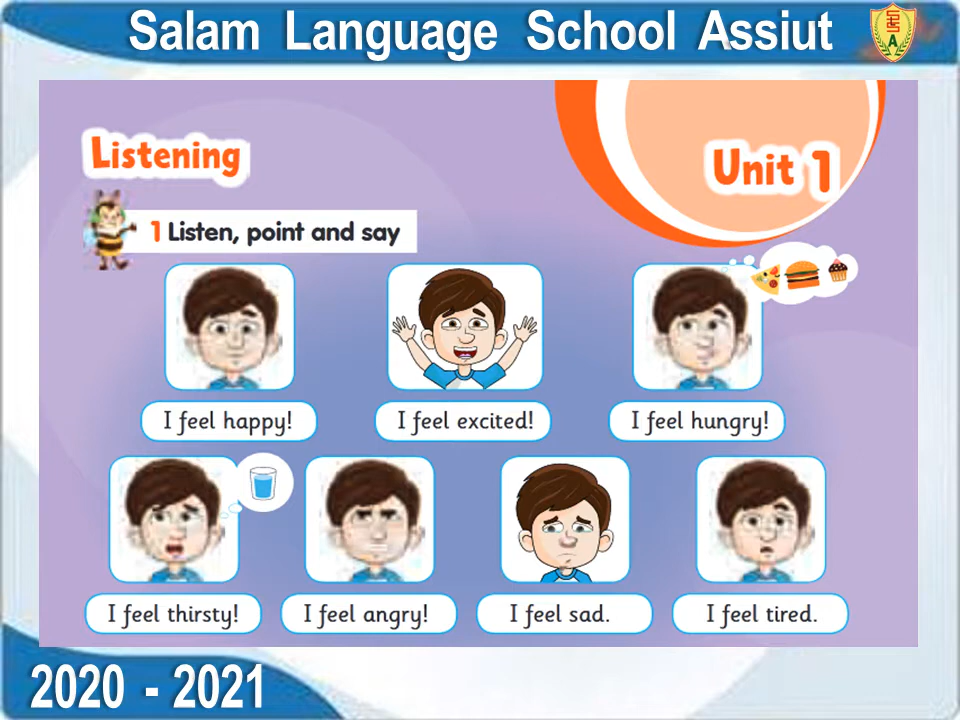 Salam Language School Assiut
Listening
Unit 1
1 Listen, point and say
I feel happy!
I feel excited!
I feel hungry!
I feel thirsty!
I feel angry!
I feel sad.
I feel tired.
2020 - 2021